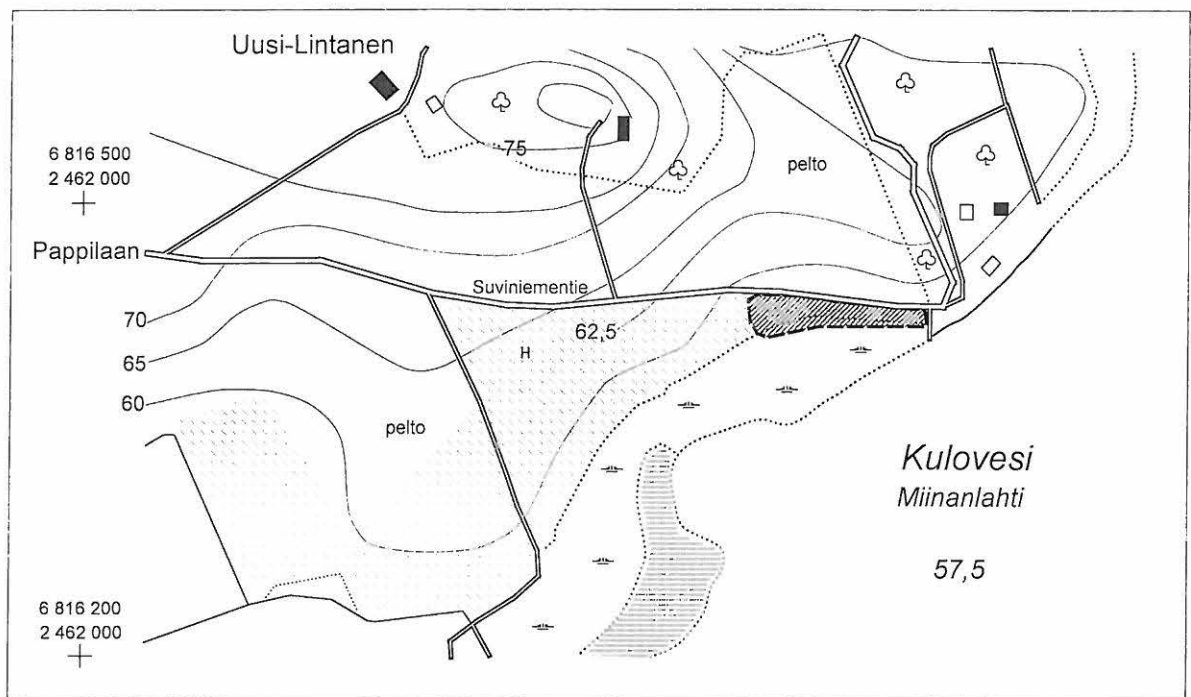 Uusi-Lintanen
6 816 500
2 462 000
75
pelto
Pappilaan
Suviniementie
70
62,5
H
65
60
pelto
Kulovesi
Miinanlahti
57,5
6 816 200
2 462 000